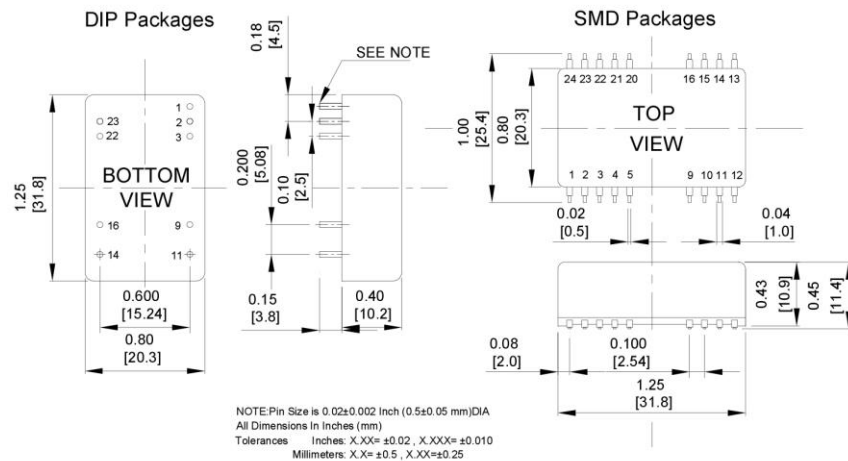 DIP Packages
SMD Packages
0.18
[4.5]
SEE NOTE
1
23
2
22
3
BOTTOM
VIEW
16
9
14
11
1.25
[31.8]
0.600
[15.24]
0.80
[20.3]
0.200
[5.08]
0.10
[2.5]
0.15
[3.8]
0.40
[10.2]
24 23 22 21 20
16 15 14 13
TOP
VIEW
1 2 3 4 5
9 10 11 12
1.00
[25.4]
0.80
[20.3]
0.02
[0.5]
0.04
[1.0]
0.43
[10.9]
0.45
[11.4]
0.08
[2.0]
0.100
[2.54]
1.25
[31.8]
NOTE:Pin Size is 0.02±0.002 Inch (0.5±0.05 mm)DIA
All Dimensions In Inches (mm)
Tolerances Inches: X.XX= ±0.02 , X.XXX= ±0.010
Millimeters: X.X= ±0.5 , X.XX=±0.25